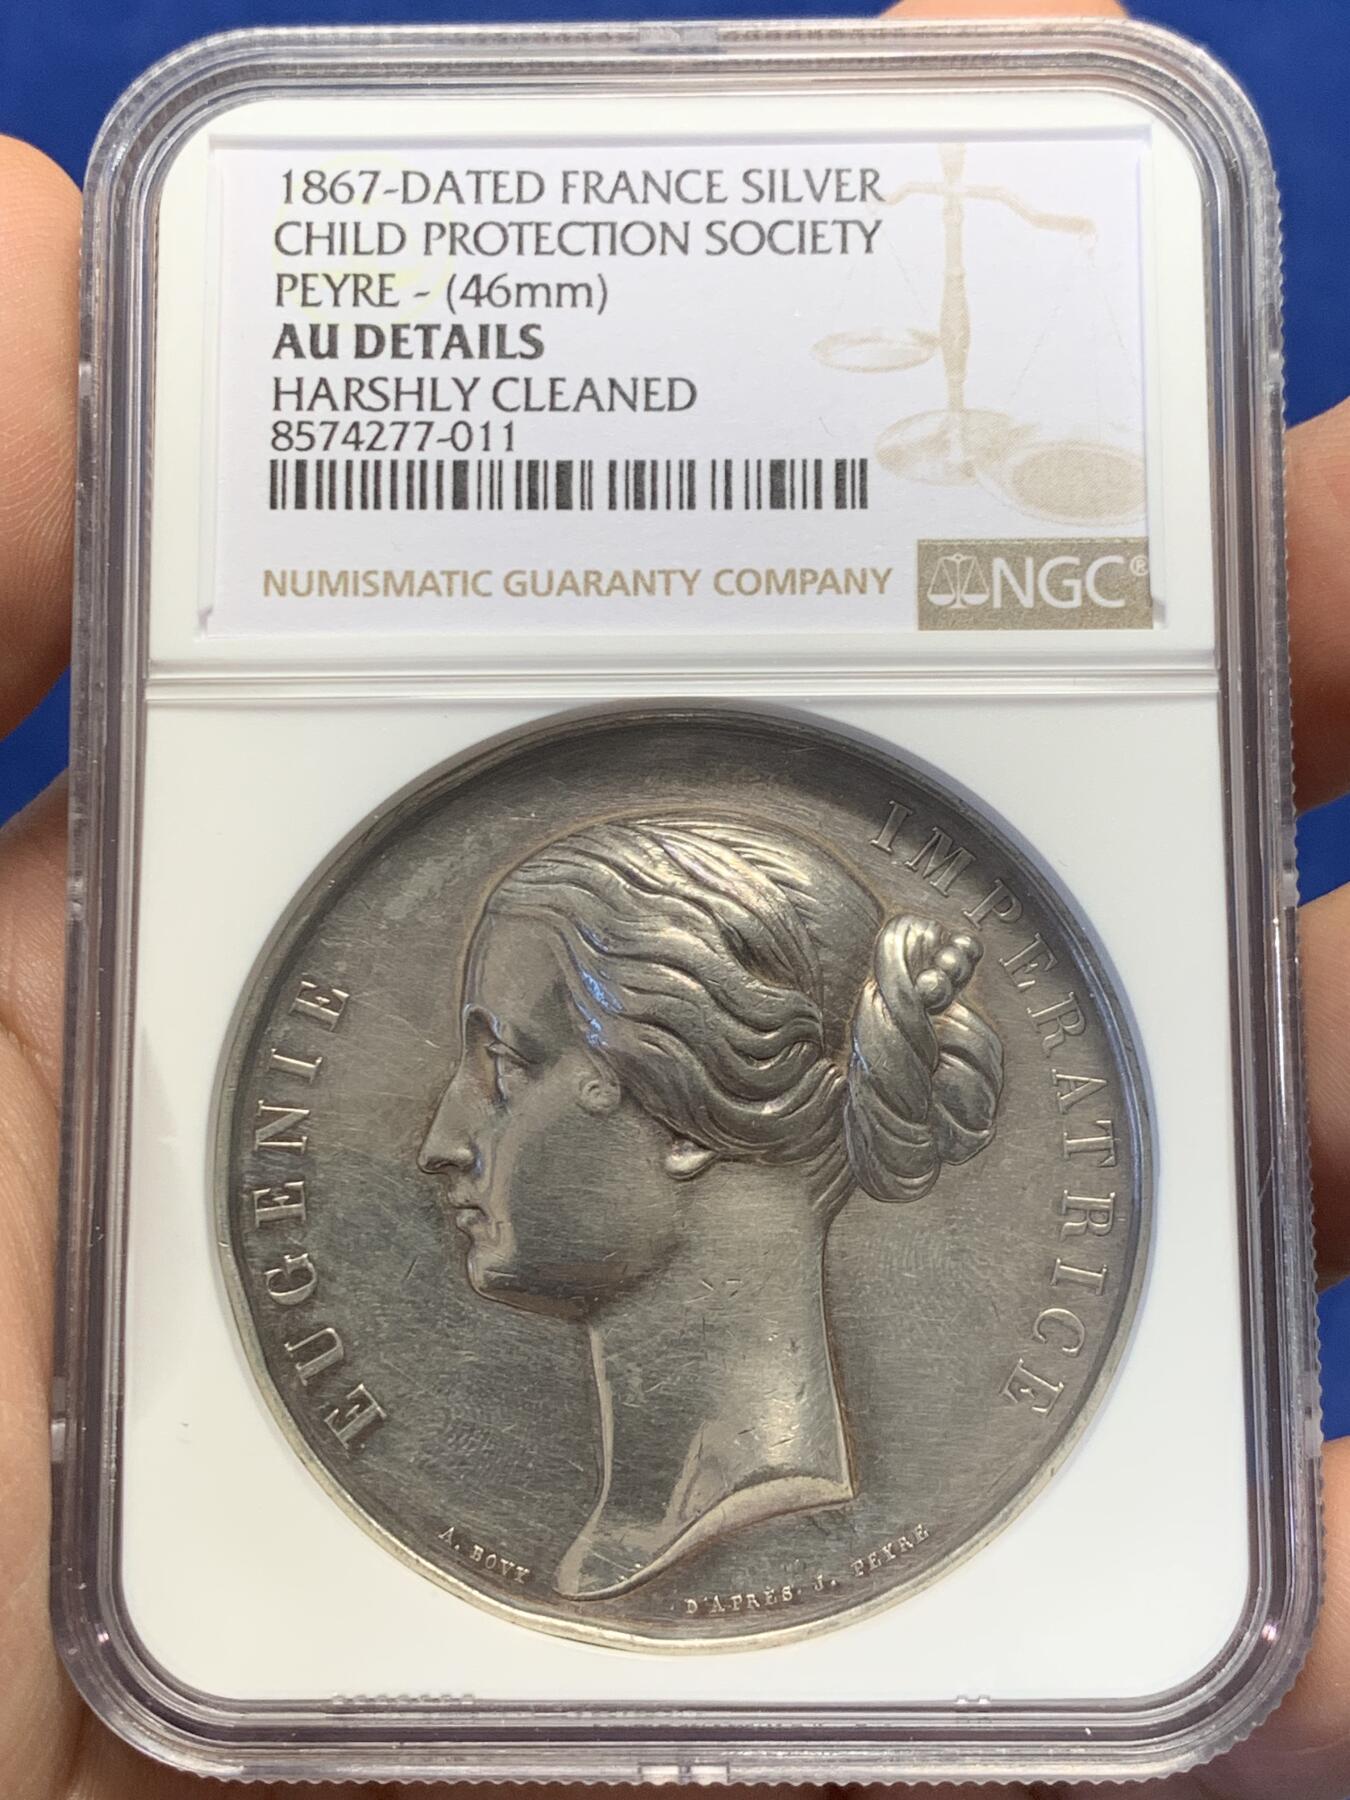 1867-DATED FRANCE SILVER
CHILD PROTECTION SOCIETY
PEYRE - (46mm)
AU DETAILS
HARSHLY CLEANED
8574277-011
NUMISMATIC GUARANTY COMPANY
NGC®
EUGENIE IMPERATRICE
A. BOVY D'APRÈS. J. PEYRE